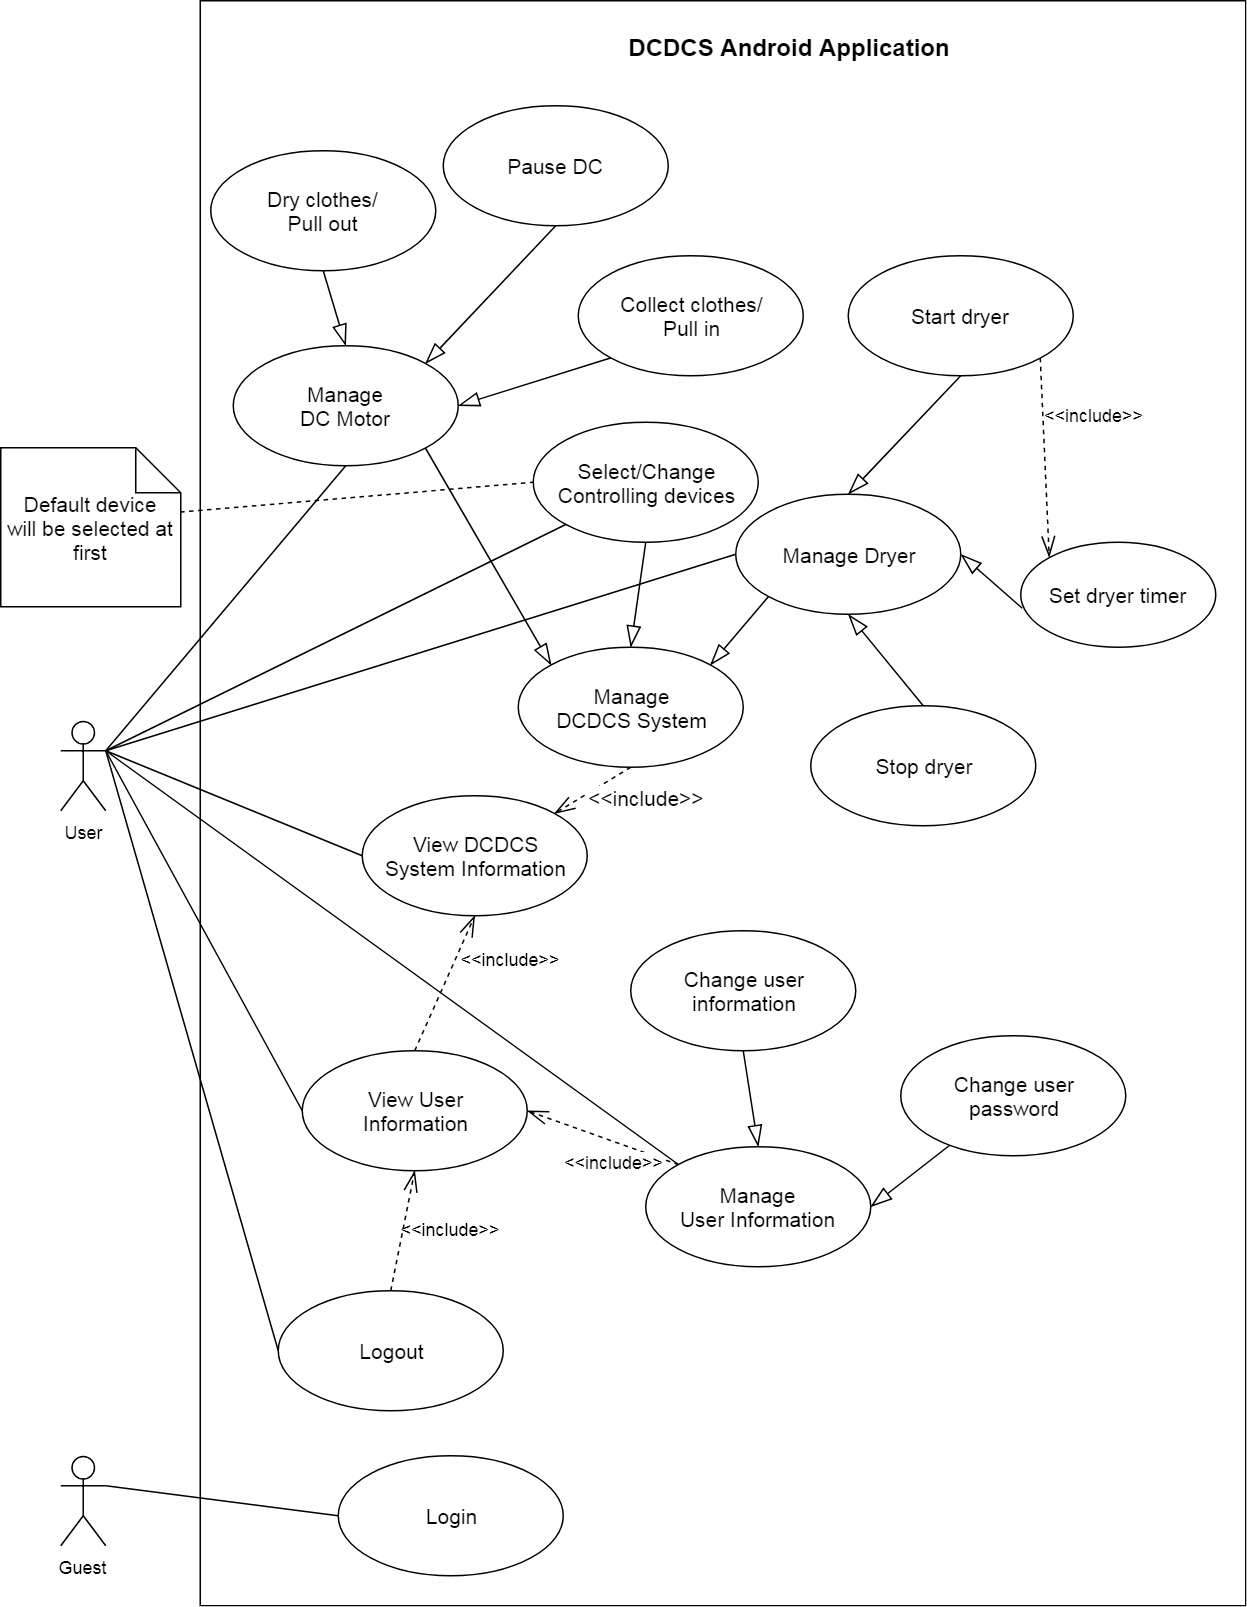 DCDCS Android Application
Pause DC
Dry clothes/
Pull out
Collect clothes/
Pull in
Start dryer
Manage
DC Motor
<<include>>
Select/Change
Controlling devices
Default device
will be selected at
first
Manage Dryer
Set dryer timer
Manage
DCDCS System
Stop dryer
<<include>>
User
View DCDCS
System Information
<<include>>
Change user
information
Change user
password
View User
Information
<<include>>
Manage
User Information
<<include>>
Logout
Login
Guest